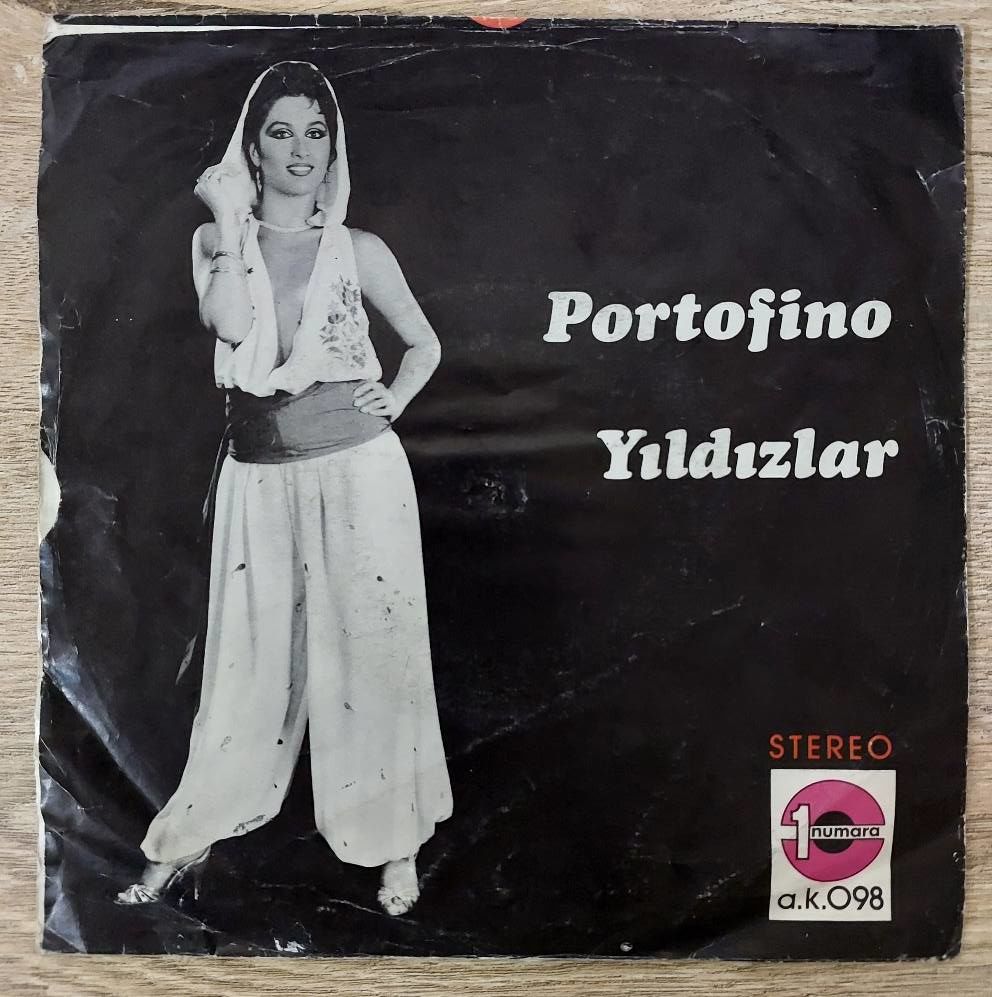 Portofino
Yıldızlar
STEREO
1 numara
a.k.098